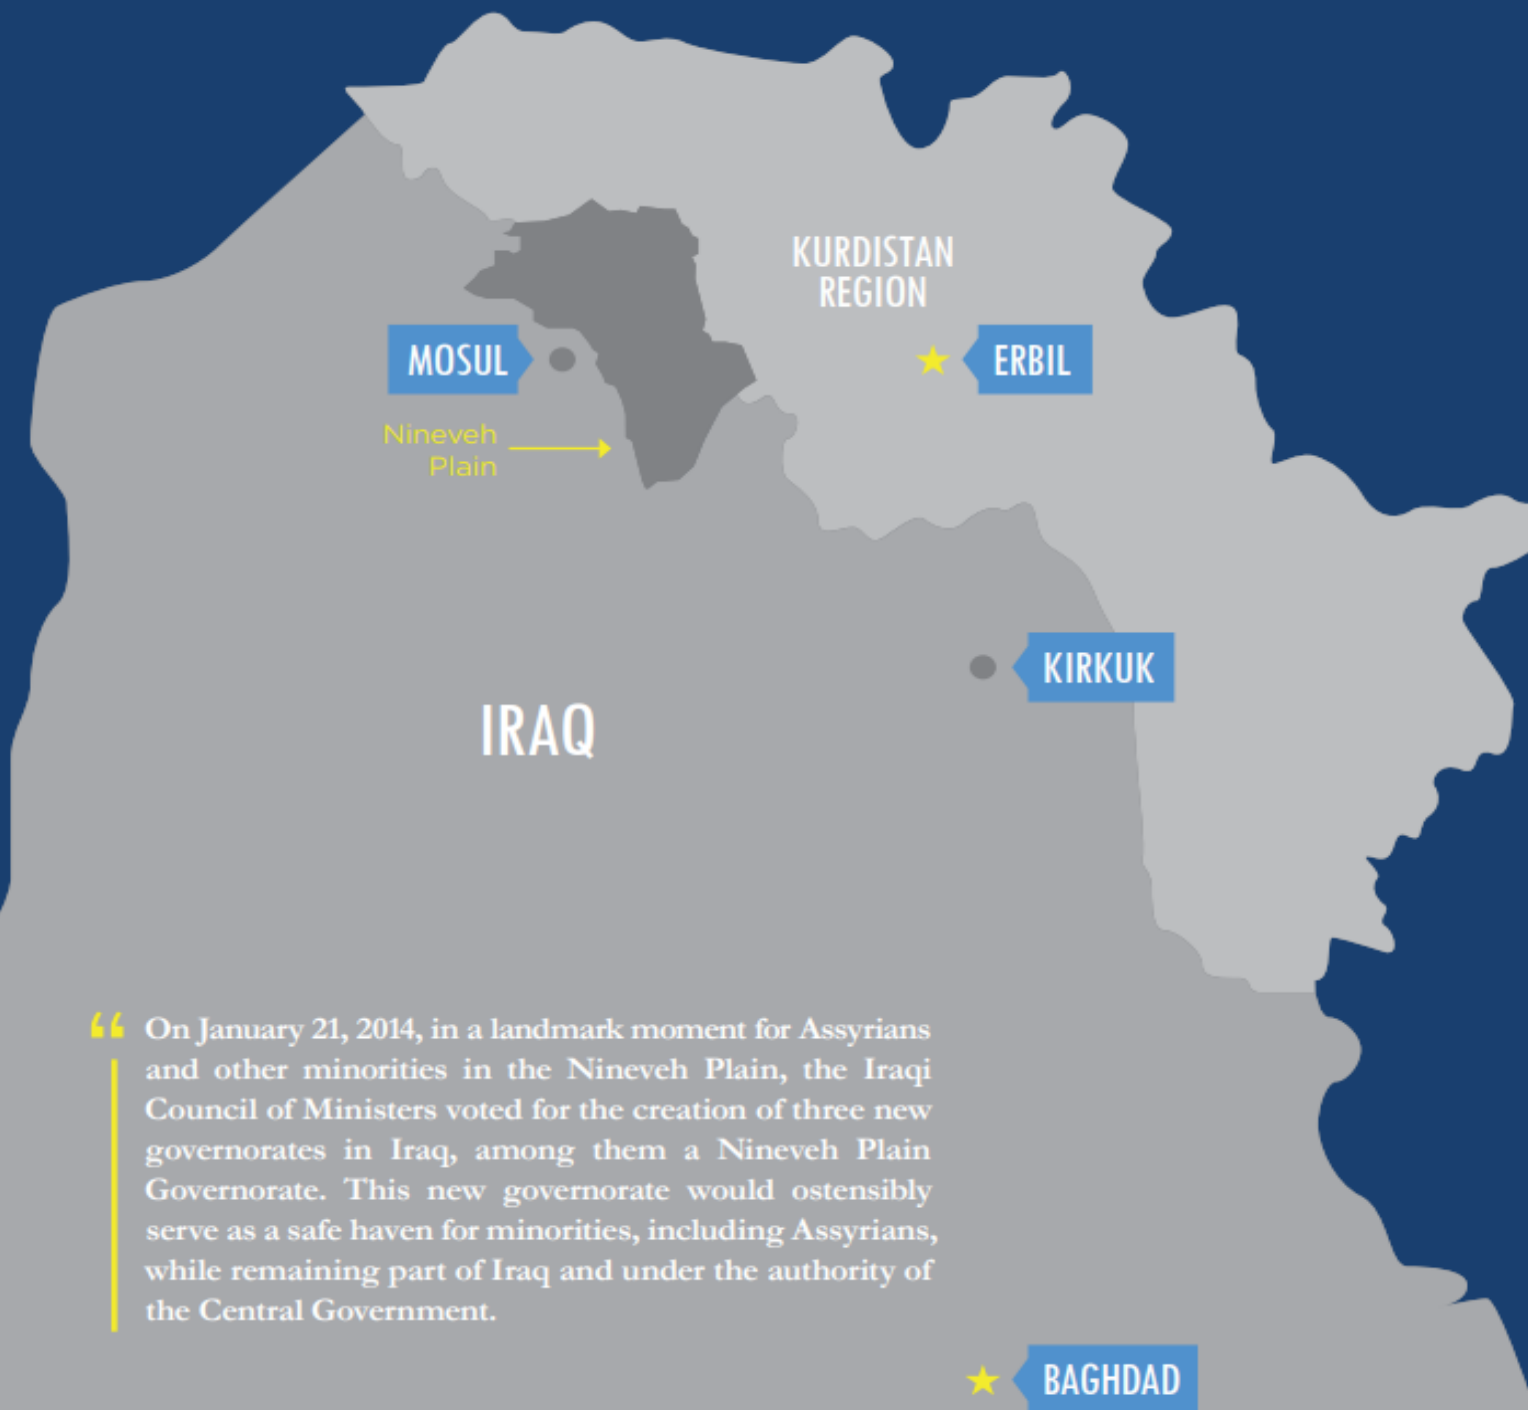 KURDISTAN
REGION
MOSUL
ERBIL
Nineveh
Plain
KIRKUK
IRAQ
“ On January 21, 2014, in a landmark moment for Assyrians
and other minorities in the Nineveh Plain, the Iraqi
Council of Ministers voted for the creation of three new
governorates in Iraq, among them a Nineveh Plain
Governorate. This new governorate would ostensibly
serve as a safe haven for minorities, including Assyrians,
while remaining part of Iraq and under the authority of
the Central Government.
BAGHDAD